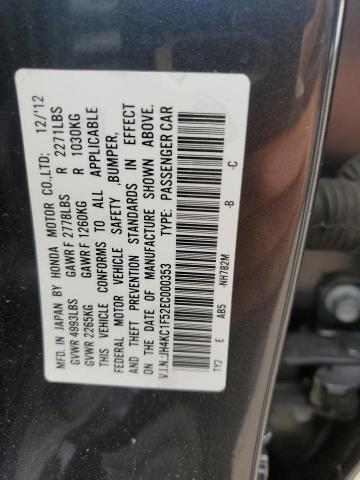 MFD. IN JAPAN BY HONDA MOTOR CO.,LTD: 12/'12
GVWR 4993LBS GAWR F 2778LBS R 2271LBS
GVWR 2265KG GAWR F 1260KG R 1030KG
THIS VEHICLE CONFORMS TO ALL APPLICABLE
FEDERAL MOTOR VEHICLE SAFETY ,BUMPER,
AND THEFT PREVENTION STANDARDS IN EFFECT
ON THE DATE OF MANUFACTURE SHOWN ABOVE.
V.I.N.:JH4KC1F52EC000353 TYPE: PASSENGER CAR
TY2 E AB5 -NH782M -B -C